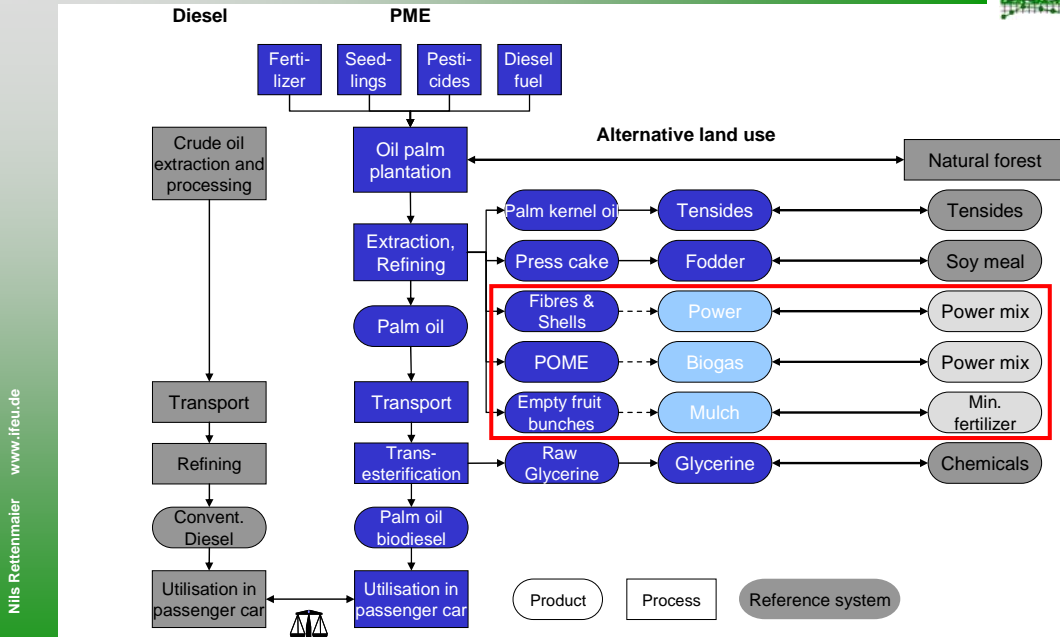 Diesel
PME
Ferti-
lizer
Seed-
lings
Pesti-
cides
Diesel
fuel
Crude oil
extraction and
processing
Oil palm
plantation
Alternative land use
Natural forest
Palm kernel oil
Tensides
Tensides
Extraction,
Refining
Press cake
Fodder
Soy meal
Fibres &
Shells
Power
Power mix
Palm oil
POME
Biogas
Power mix
Transport
Transport
Empty fruit
bunches
Mulch
Min.
fertilizer
Refining
Trans-
esterification
Raw
Glycerine
Glycerine
Chemicals
Convent.
Diesel
Palm oil
biodiesel
Utilisation in
passenger car
Utilisation in
passenger car
Product
Process
Reference system
Nils Rettenmaier www.ifeu.de